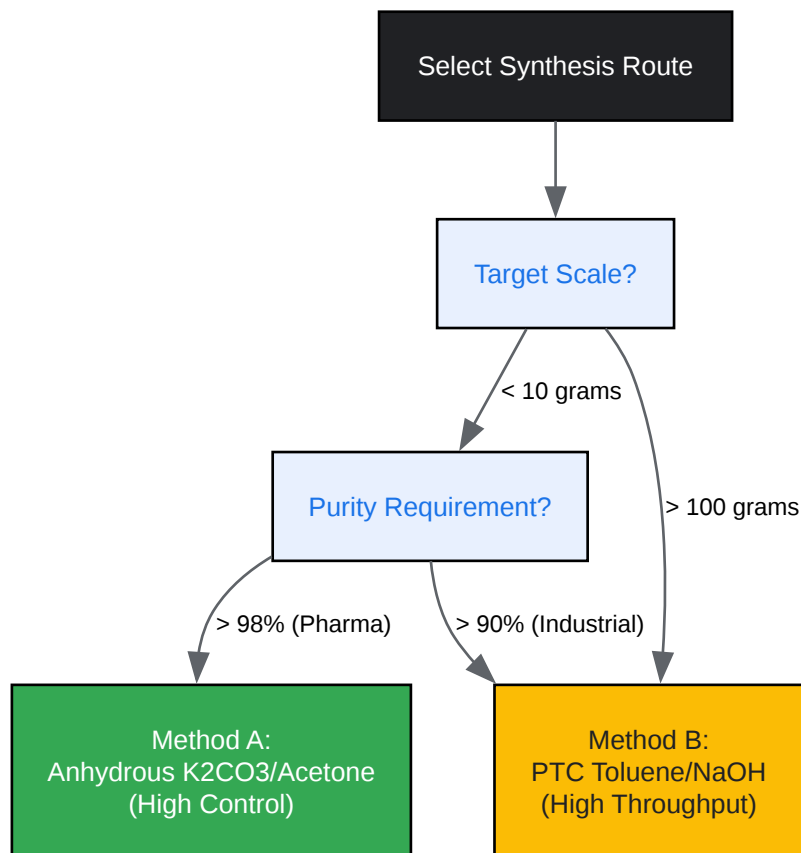 Select Synthesis Route
Target Scale?
< 10 grams
Purity Requirement?
> 100 grams
> 98% (Pharma)
> 90% (Industrial)
Method A:
Anhydrous K2CO3/Acetone
(High Control)
Method B:
PTC Toluene/NaOH
(High Throughput)